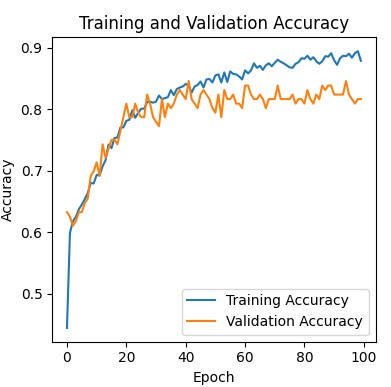 Training and Validation Accuracy
Accuracy
0.9
0.8
0.7
0.6
0.5
0 20 40 60 80 100
Epoch
Training Accuracy
Validation Accuracy